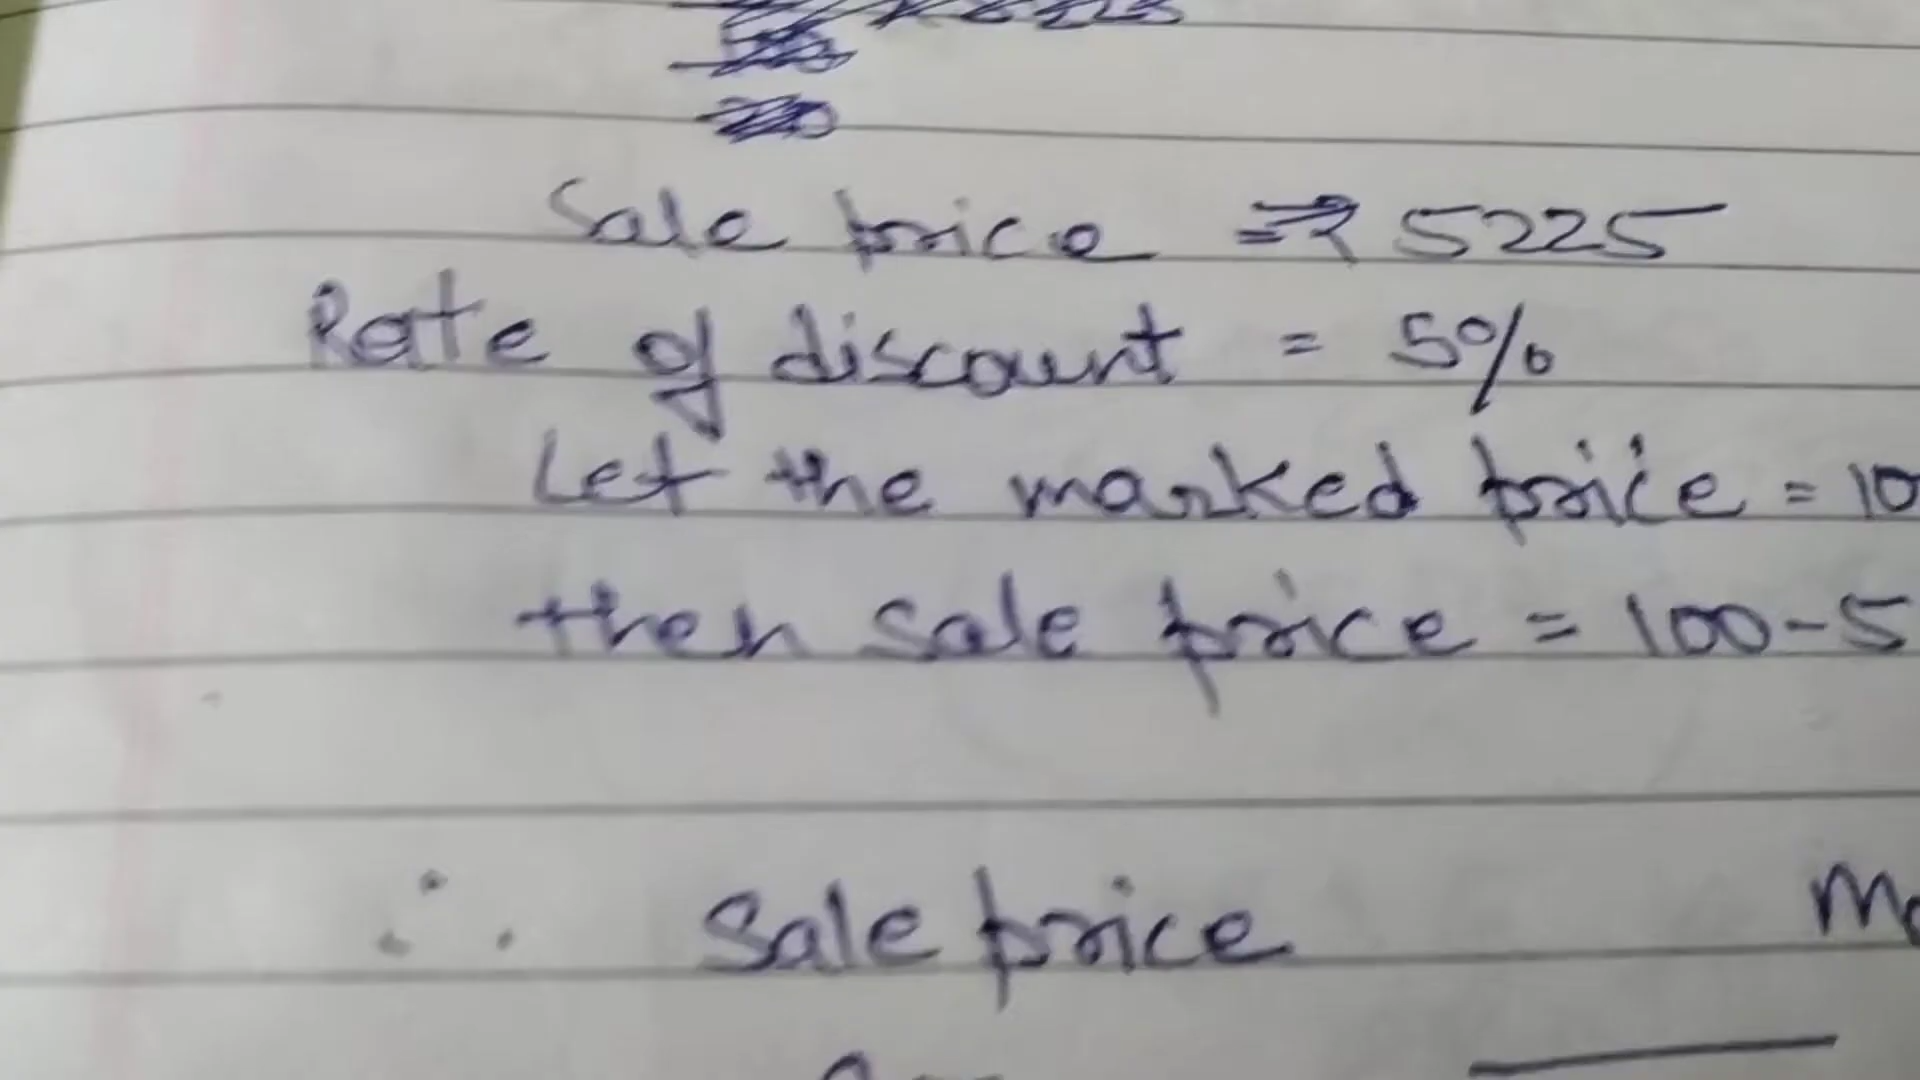 Sale price = ₹ 5225
Rate of discount = 5%
Let the marked price = 10
then sale price = 100-5
∴ Sale price